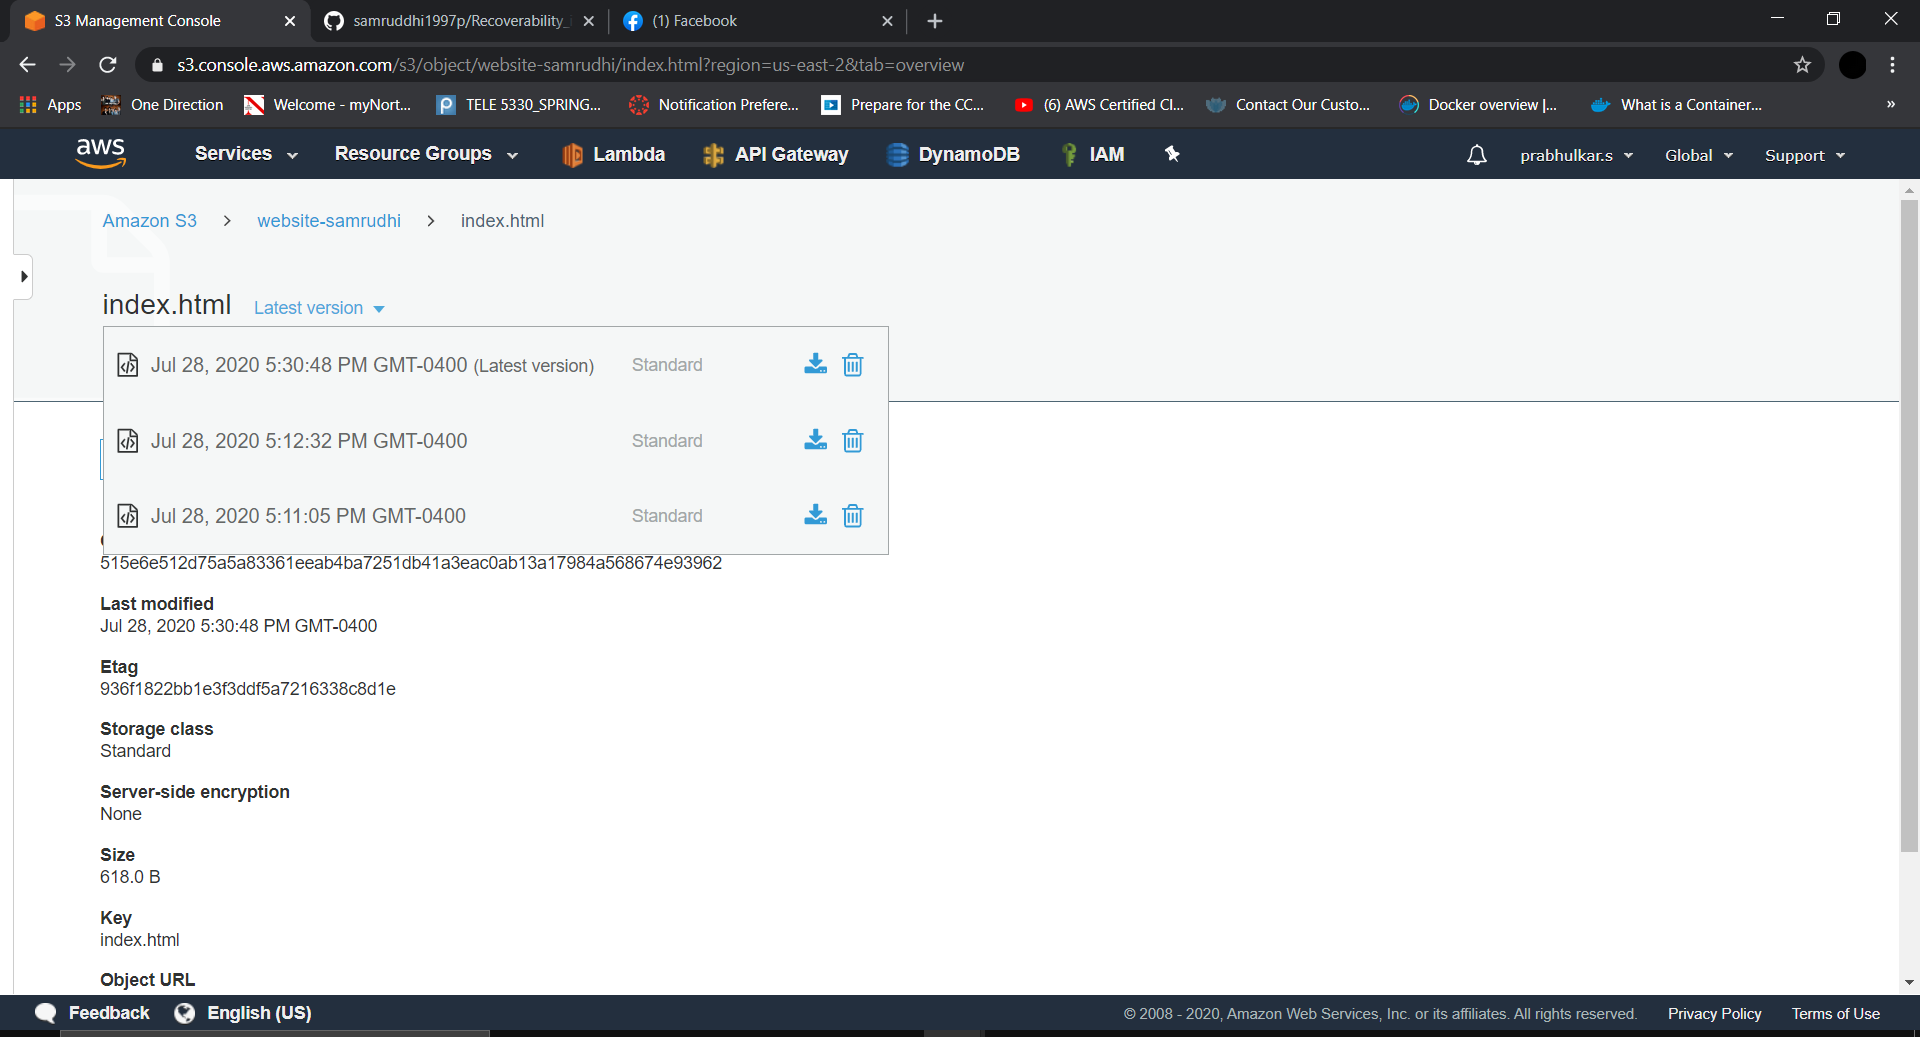 S3 Management Console
samruddhi1997p/Recoverability_i
(1) Facebook
s3.console.aws.amazon.com/s3/object/website-samrudhi/index.html?region=us-east-2&tab=overview
Apps One Direction Welcome - myNort... TELE 5330_SPRING... Notification Prefere... Prepare for the CC... (6) AWS Certified Cl... Contact Our Custo... Docker overview |... What is a Container... »
aws Services Resource Groups Lambda API Gateway DynamoDB IAM prabhulkar.s Global Support
Amazon S3 > website-samrudhi > index.html
index.html Latest version
Jul 28, 2020 5:30:48 PM GMT-0400 (Latest version) Standard
Jul 28, 2020 5:12:32 PM GMT-0400 Standard
Jul 28, 2020 5:11:05 PM GMT-0400 Standard
515e6e512d75a5a83361eeab4ba7251db41a3eac0ab13a17984a568674e93962
Last modified
Jul 28, 2020 5:30:48 PM GMT-0400
Etag
936f1822bb1e3f3ddf5a7216338c8d1e
Storage class
Standard
Server-side encryption
None
Size
618.0 B
Key
index.html
Object URL
Feedback English (US) © 2008 - 2020, Amazon Web Services, Inc. or its affiliates. All rights reserved. Privacy Policy Terms of Use